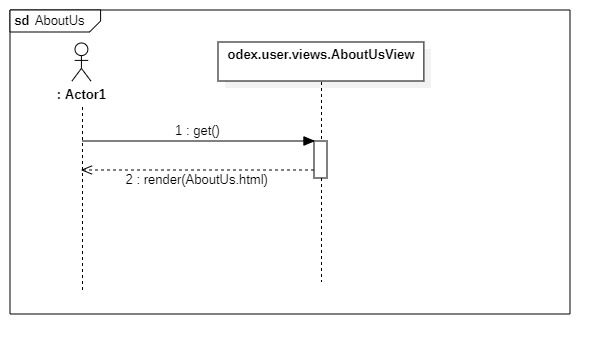 sd AboutUs
odex.user.views.AboutUsView
: Actor1
1 : get()
2 : render(AboutUs.html)